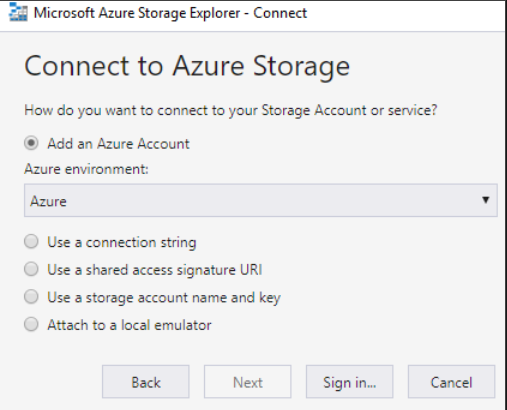 Microsoft Azure Storage Explorer - Connect
Connect to Azure Storage
How do you want to connect to your Storage Account or service?
Add an Azure Account
Azure environment:
Azure
Use a connection string
Use a shared access signature URI
Use a storage account name and key
Attach to a local emulator
Back Next Sign in... Cancel